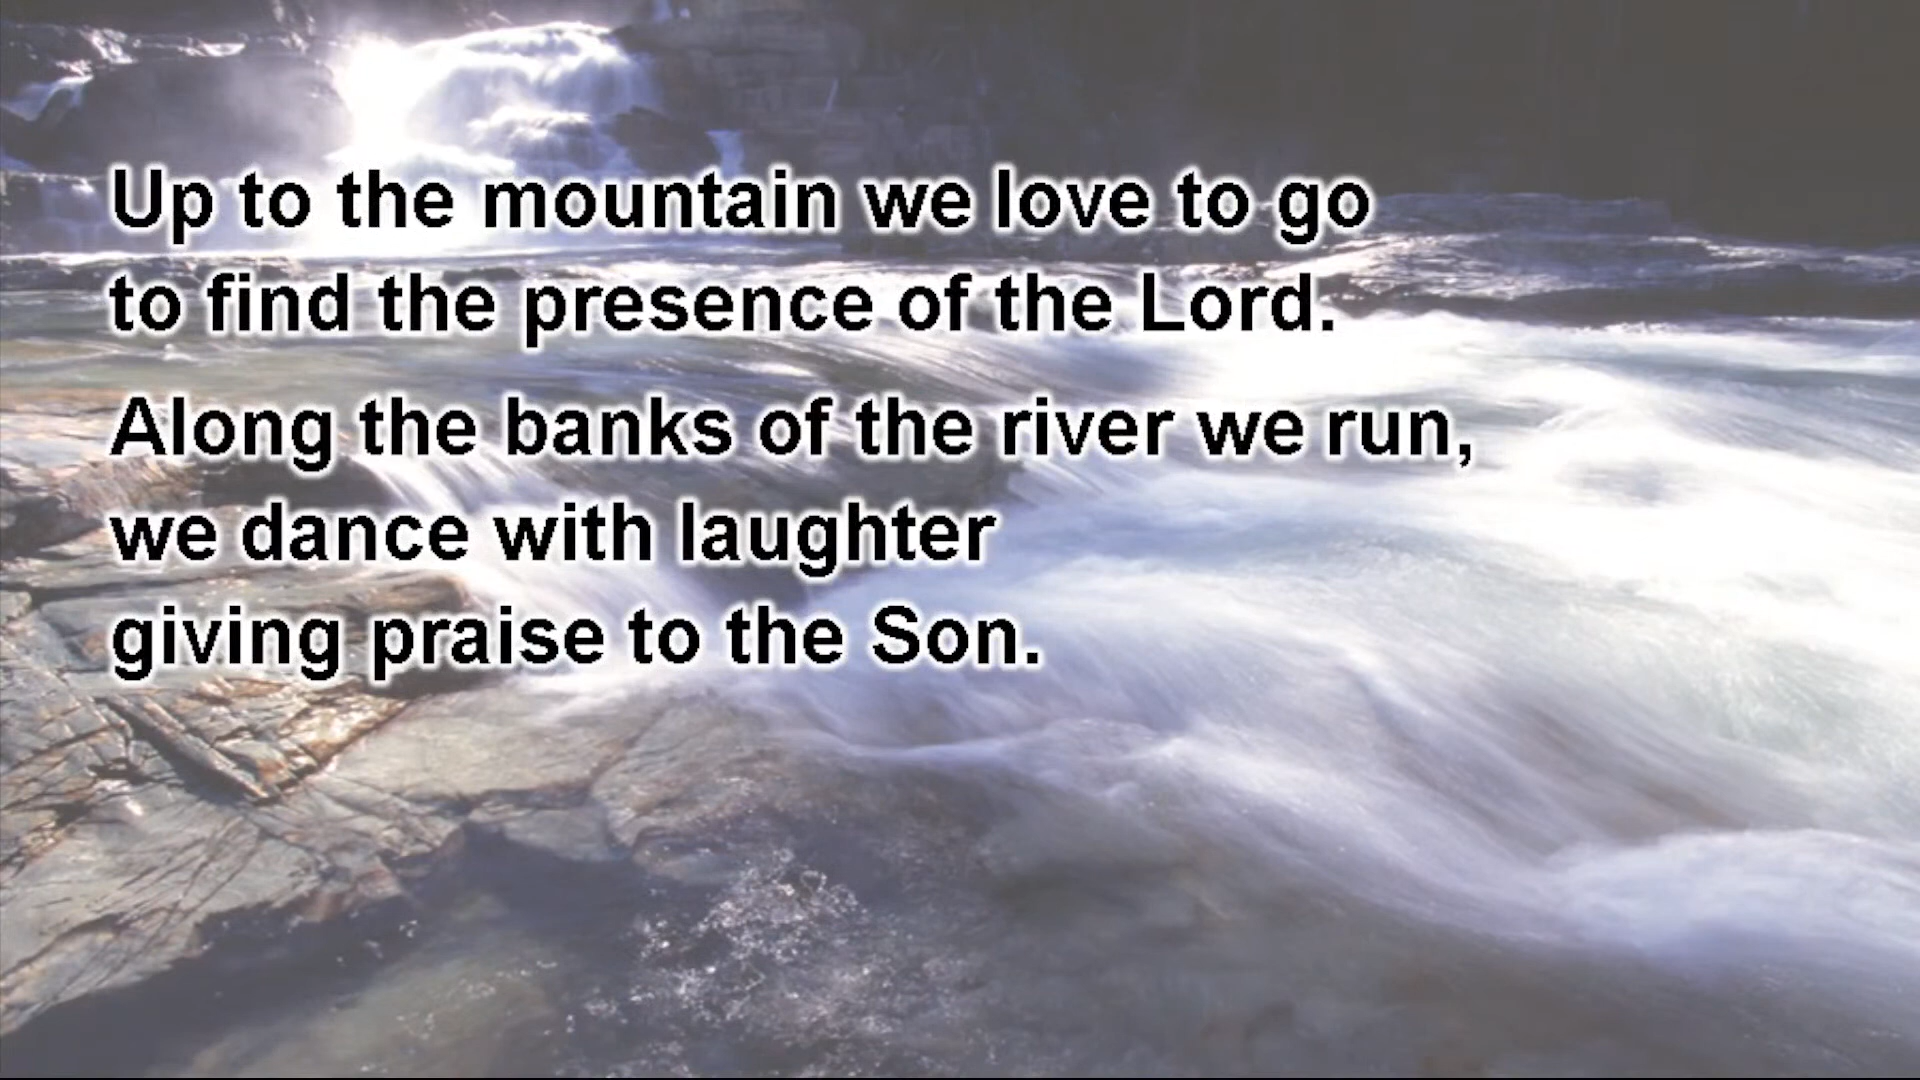 Up to the mountain we love to go
to find the presence of the Lord.
Along the banks of the river we run,
we dance with laughter
giving praise to the Son.